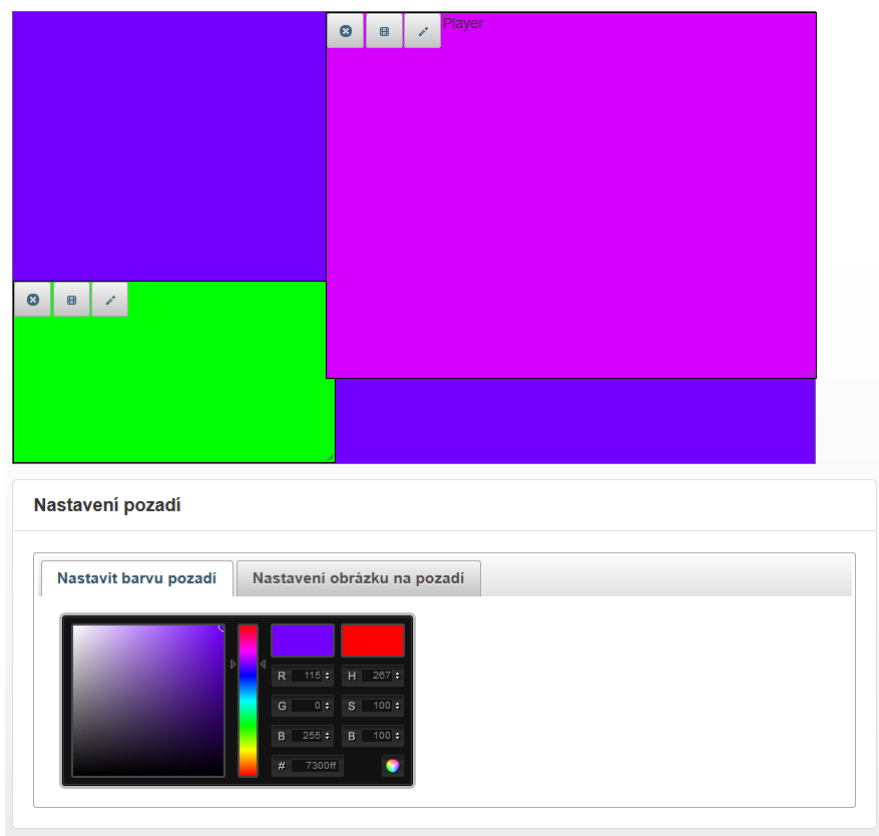 Player
Nastavení pozadí
Nastavit barvu pozadí
Nastavení obrázku na pozadí
R 115 H 267
G 0 S 100
B 255 B 100
# 7300ff